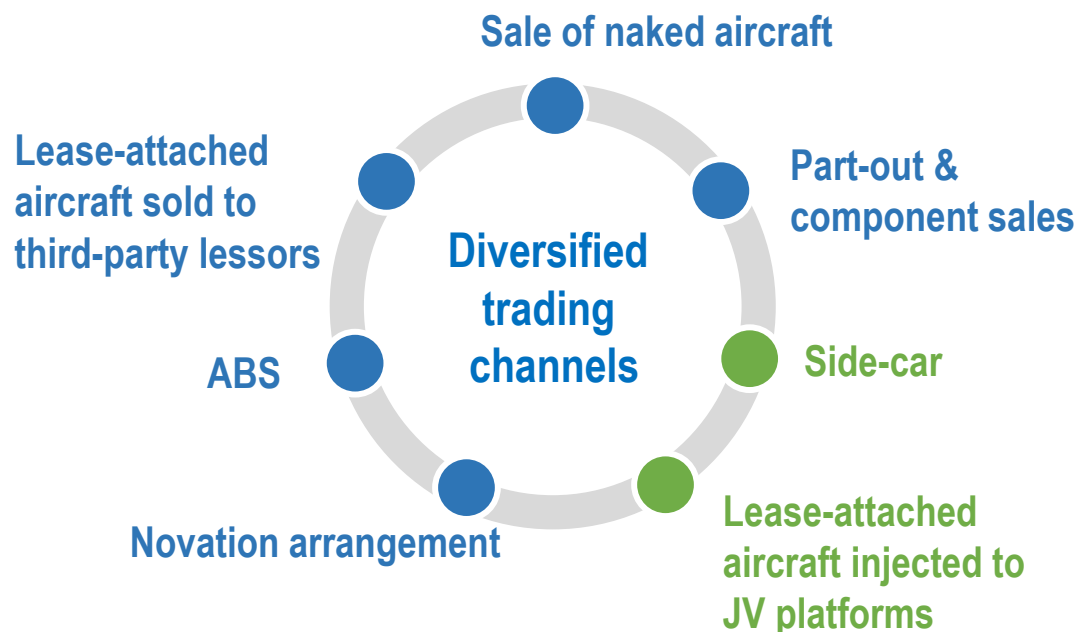 Sale of naked aircraft
Lease-attached
aircraft sold to
third-party lessors
Part-out &
component sales
Diversified
trading
channels
ABS
Side-car
Novation arrangement
Lease-attached
aircraft injected to
JV platforms